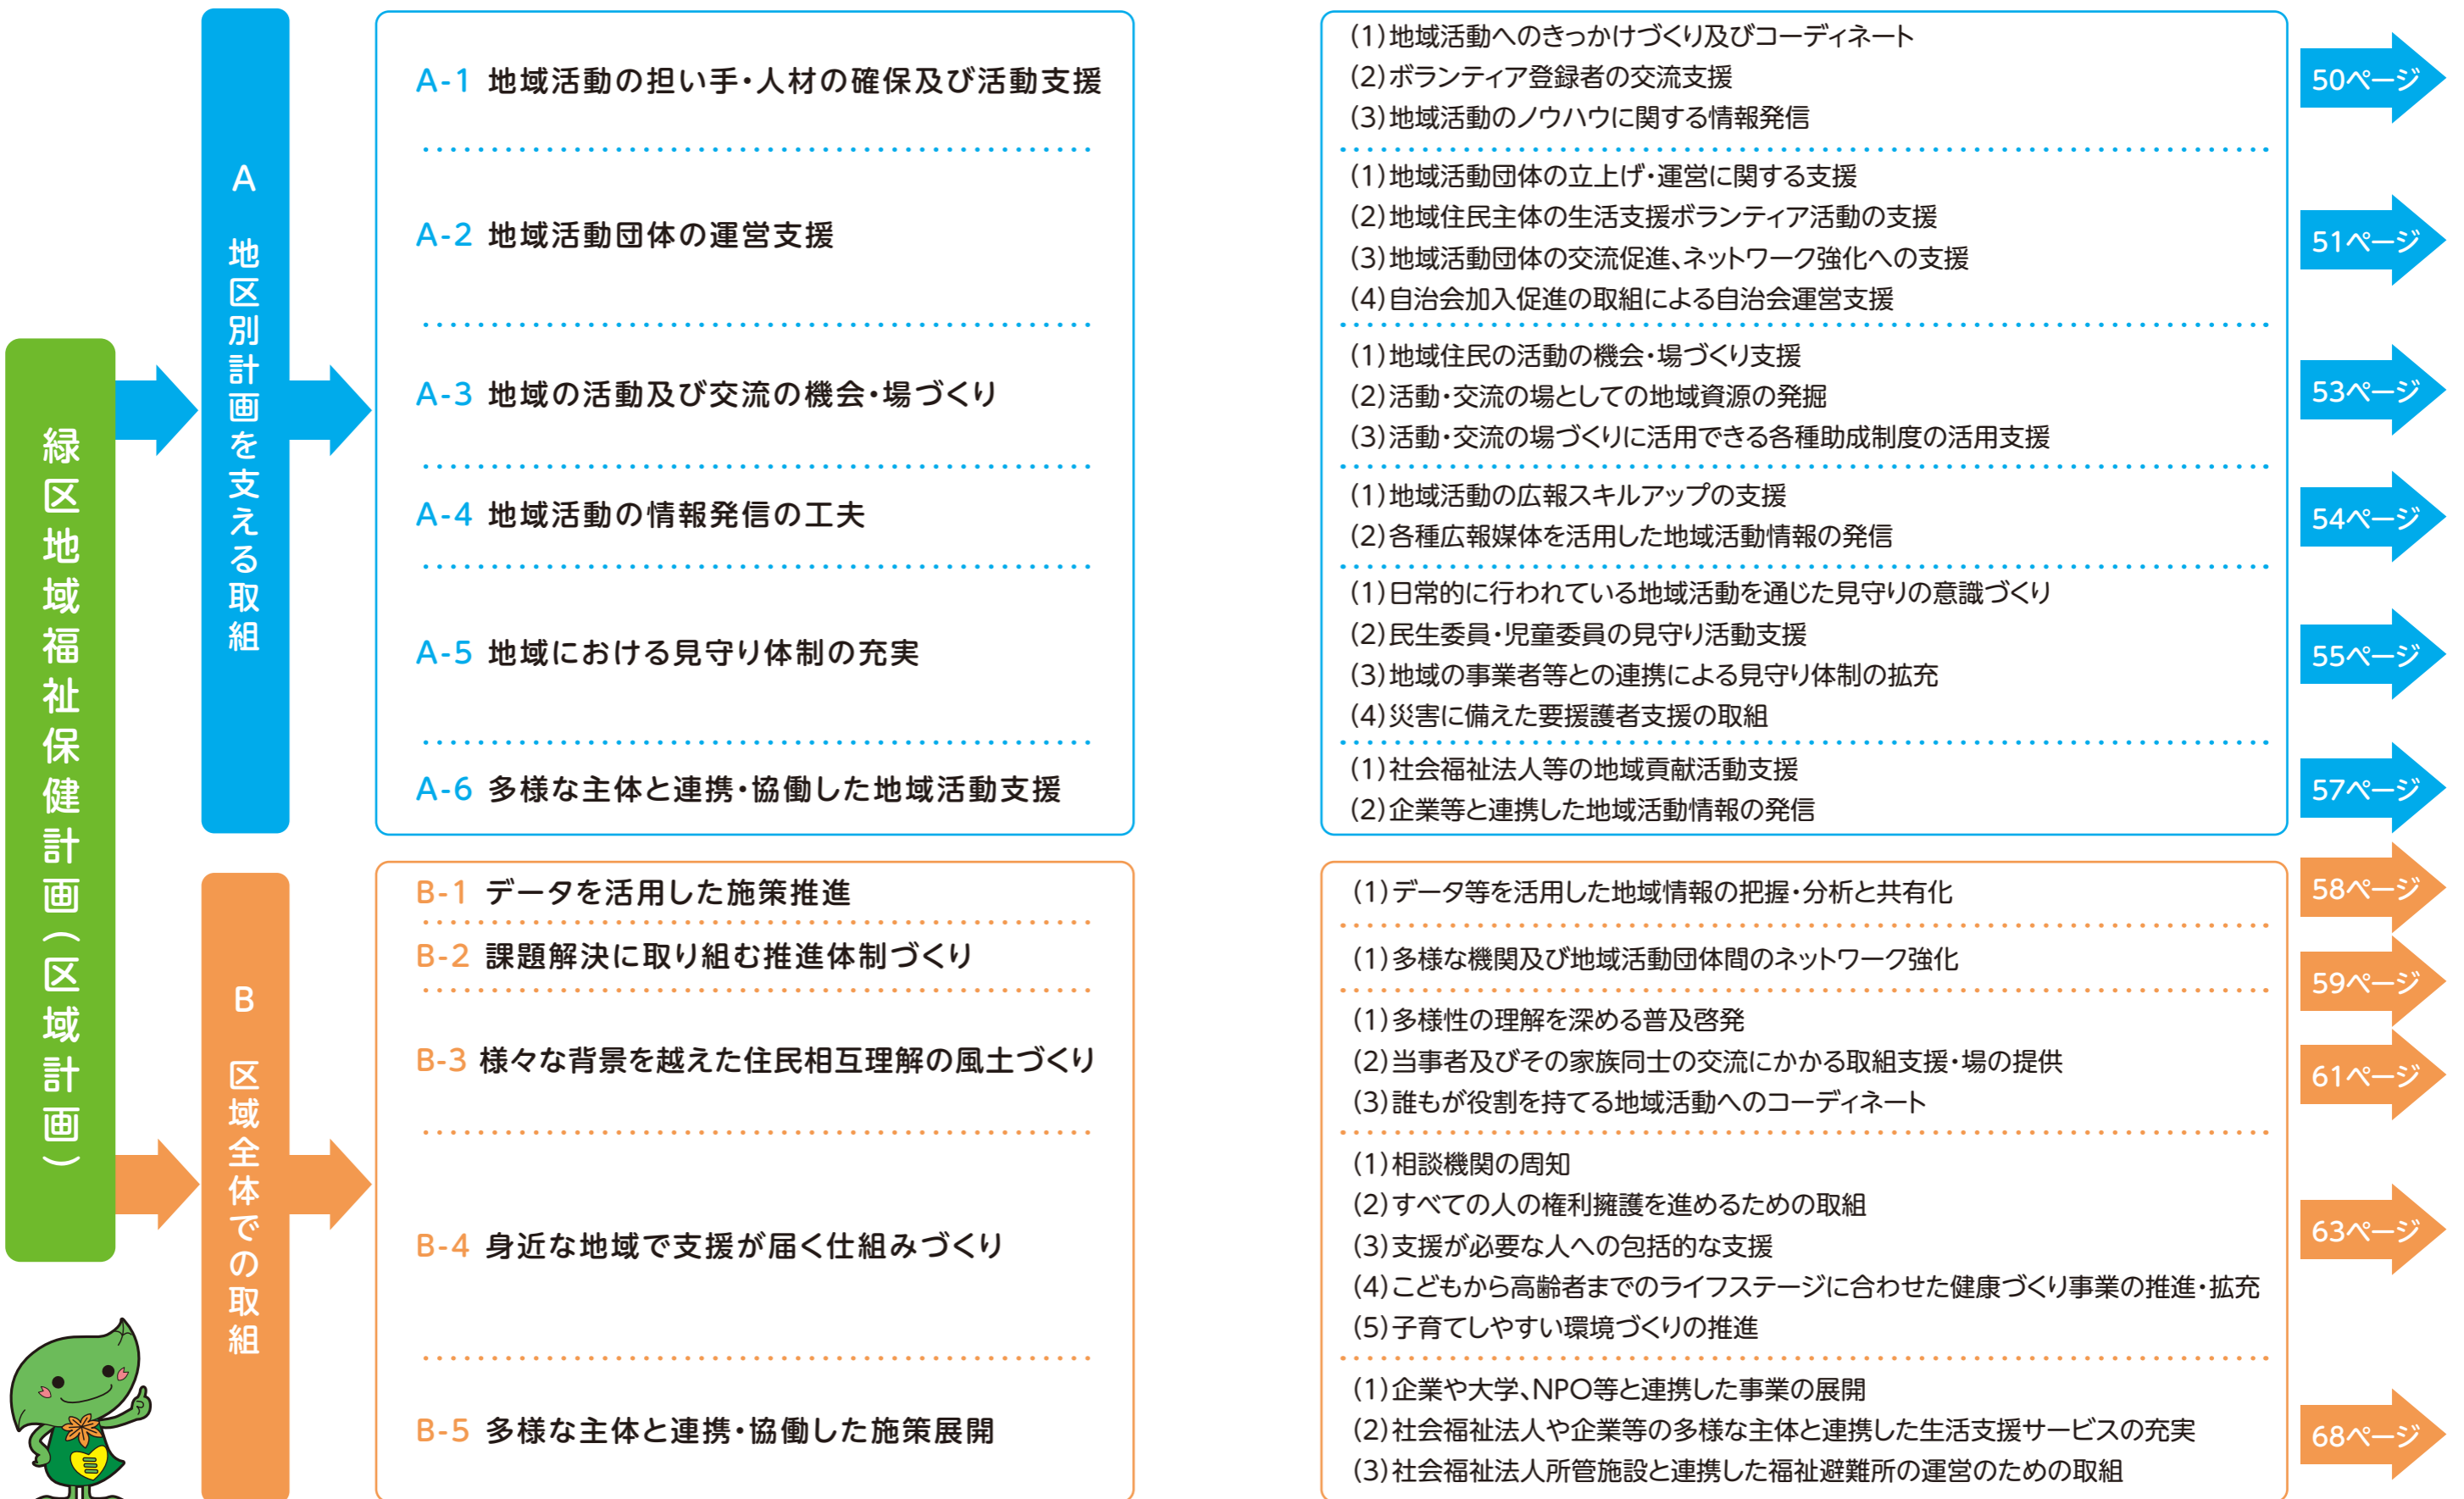 緑区地域福祉保健計画（区域計画）
A 地区別計画を支える取組
A-1 地域活動の担い手・人材の確保及び活動支援
(1)地域活動へのきっかけづくり及びコーディネート
(2)ボランティア登録者の交流支援
(3)地域活動のノウハウに関する情報発信
50ページ
A-2 地域活動団体の運営支援
(1)地域活動団体の立上げ・運営に関する支援
(2)地域住民主体の生活支援ボランティア活動の支援
(3)地域活動団体の交流促進、ネットワーク強化への支援
(4)自治会加入促進の取組による自治会運営支援
51ページ
A-3 地域の活動及び交流の機会・場づくり
(1)地域住民の活動の機会・場づくり支援
(2)活動・交流の場としての地域資源の発掘
(3)活動・交流の場づくりに活用できる各種助成制度の活用支援
53ページ
A-4 地域活動の情報発信の工夫
(1)地域活動の広報スキルアップの支援
(2)各種広報媒体を活用した地域活動情報の発信
54ページ
A-5 地域における見守り体制の充実
(1)日常的に行われている地域活動を通じた見守りの意識づくり
(2)民生委員・児童委員の見守り活動支援
(3)地域の事業者等との連携による見守り体制の拡充
(4)災害に備えた要援護者支援の取組
55ページ
A-6 多様な主体と連携・協働した地域活動支援
(1)社会福祉法人等の地域貢献活動支援
(2)企業等と連携した地域活動情報の発信
57ページ
B 区域全体での取組
B-1 データを活用した施策推進
(1)データ等を活用した地域情報の把握・分析と共有化
58ページ
B-2 課題解決に取り組む推進体制づくり
(1)多様な機関及び地域活動団体間のネットワーク強化
59ページ
B-3 様々な背景を越えた住民相互理解の風土づくり
(1)多様性の理解を深める普及啓発
(2)当事者及びその家族同士の交流にかかる取組支援・場の提供
(3)誰もが役割を持てる地域活動へのコーディネート
61ページ
B-4 身近な地域で支援が届く仕組みづくり
(1)相談機関の周知
(2)すべての人の権利擁護を進めるための取組
(3)支援が必要な人への包括的な支援
(4)こどもから高齢者までのライフステージに合わせた健康づくり事業の推進・拡充
(5)子育てしやすい環境づくりの推進
63ページ
B-5 多様な主体と連携・協働した施策展開
(1)企業や大学、NPO等と連携した事業の展開
(2)社会福祉法人や企業等の多様な主体と連携した生活支援サービスの充実
(3)社会福祉法人所管施設と連携した福祉避難所の運営のための取組
68ページ